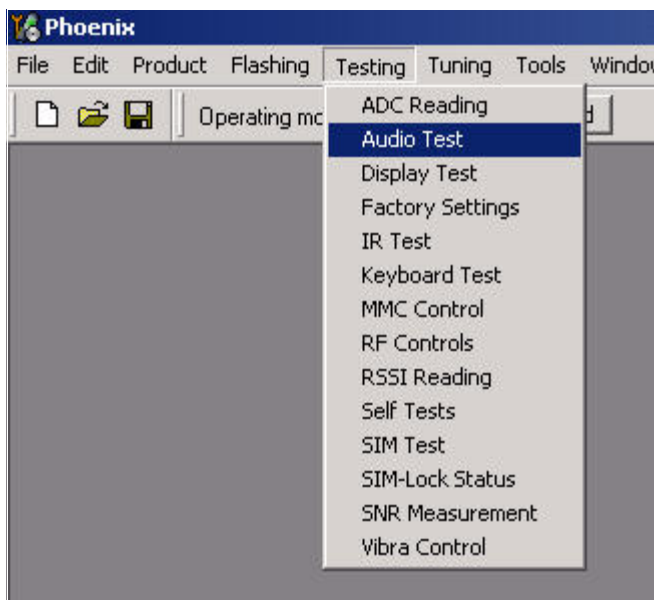 Phoenix
File Edit Product Flashing Testing Tuning Tools
Operating
ADC Reading
Audio Test
Display Test
Factory Settings
IR Test
Keyboard Test
MMC Control
RF Controls
RSSI Reading
Self Tests
SIM Test
SIM-Lock Status
SNR Measurement
Vibra Control